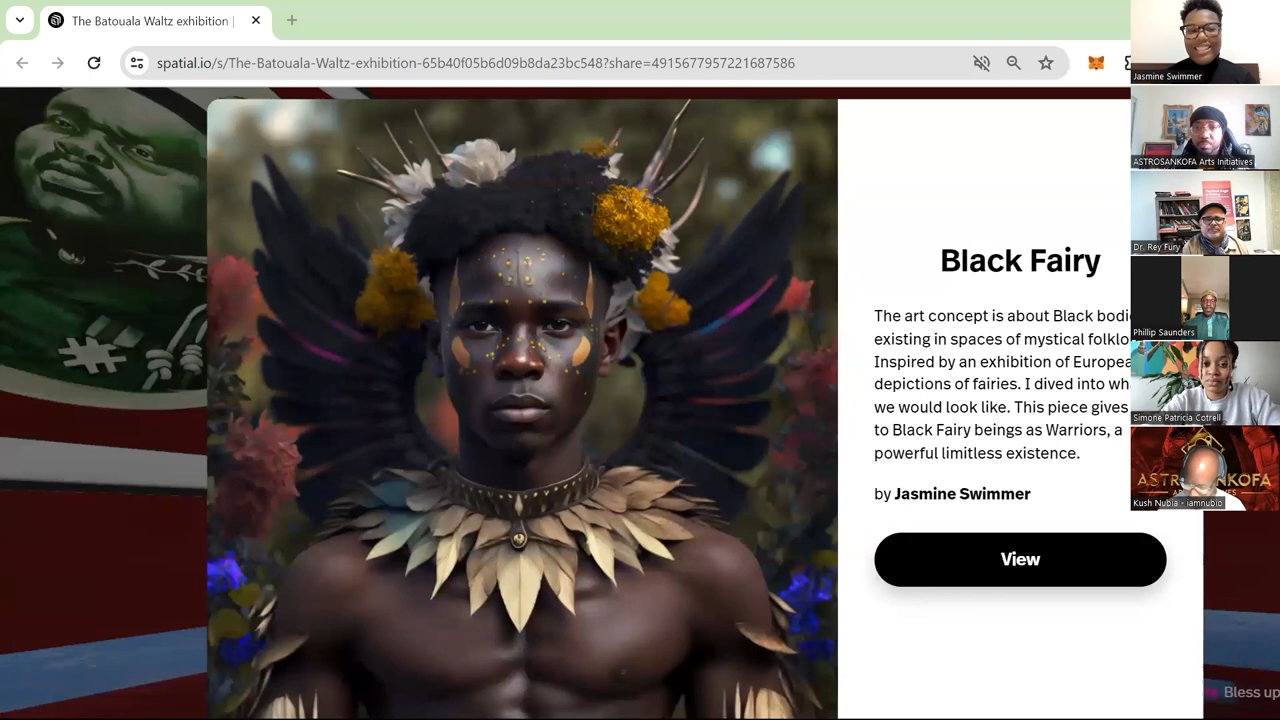 The Batouala Waltz exhibition |
spatial.io/s/The-Batouala-Waltz-exhibition-65b40f05b6d09b8da23bc548?share=4915677957221687586
Black Fairy
The art concept is about Black bodi
existing in spaces of mystical folklo
Inspired by an exhibition of Europea
depictions of fairies. I dived into wh
we would look like. This piece gives
to Black Fairy beings as Warriors, a
powerful limitless existence.
by Jasmine Swimmer
View
Bless up
Jasmine Swimmer
ASTROSANKOFA Arts Initiatives
Dr. Rey Fury
Phillip Saunders
Simone Patricia Cotrell
Kush Nubia - iamnubio